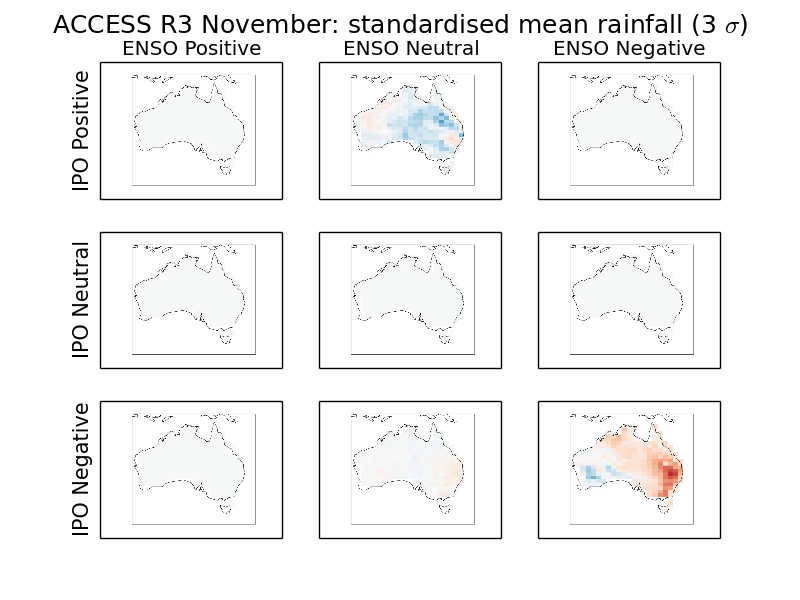 ACCESS R3 November: standardised mean rainfall (3 σ)
ENSO Positive ENSO Neutral ENSO Negative
IPO Positive
IPO Neutral
IPO Negative